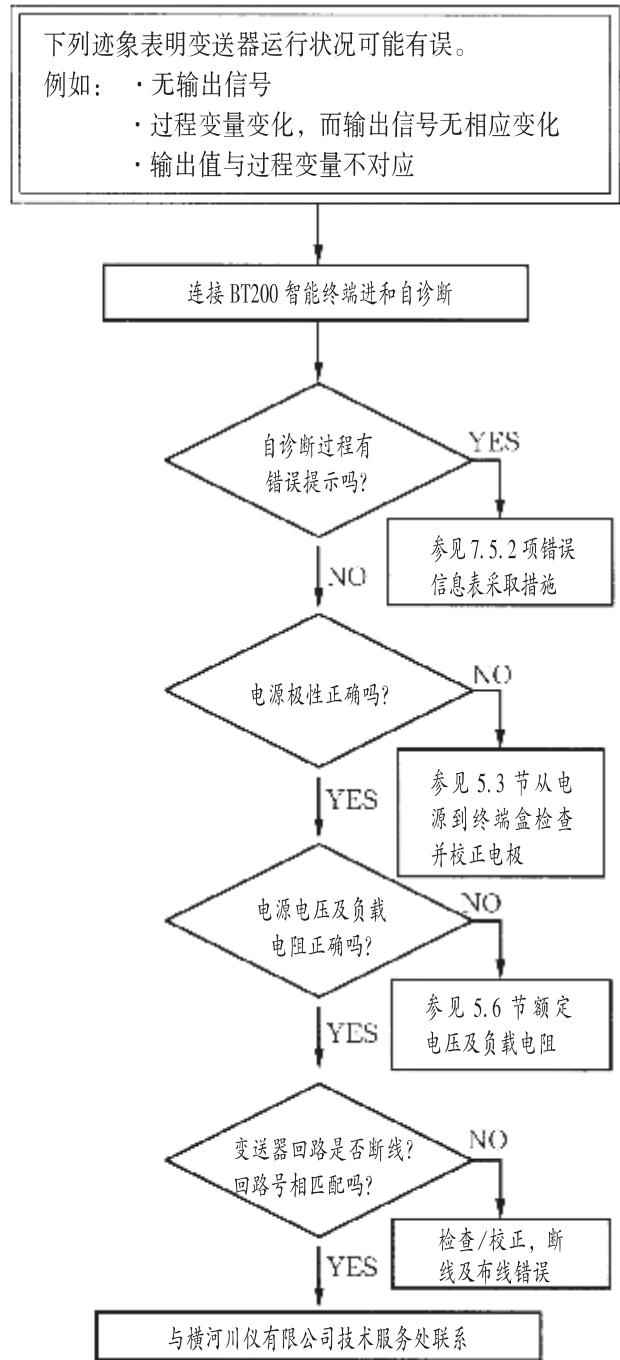 下列迹象表明变送器运行状况可能有误。
例如： ·无输出信号
·过程变量变化，而输出信号无相应变化
·输出值与过程变量不对应
连接 BT200 智能终端进和自诊断
自诊断过程有
错误提示吗？
YES
参见 7.5.2 项错误
信息表采取措施
NO
电源极性正确吗？
NO
参见 5.3 节从电
源到终端盒检查
并校正电极
YES
电源电压及负载
电阻正确吗？
NO
参见 5.6 节额定
电压及负载电阻
YES
变送器回路是否断线？
回路号相匹配吗？
NO
检查/校正，断
线及布线错误
YES
与横河川仪有限公司技术服务处联系